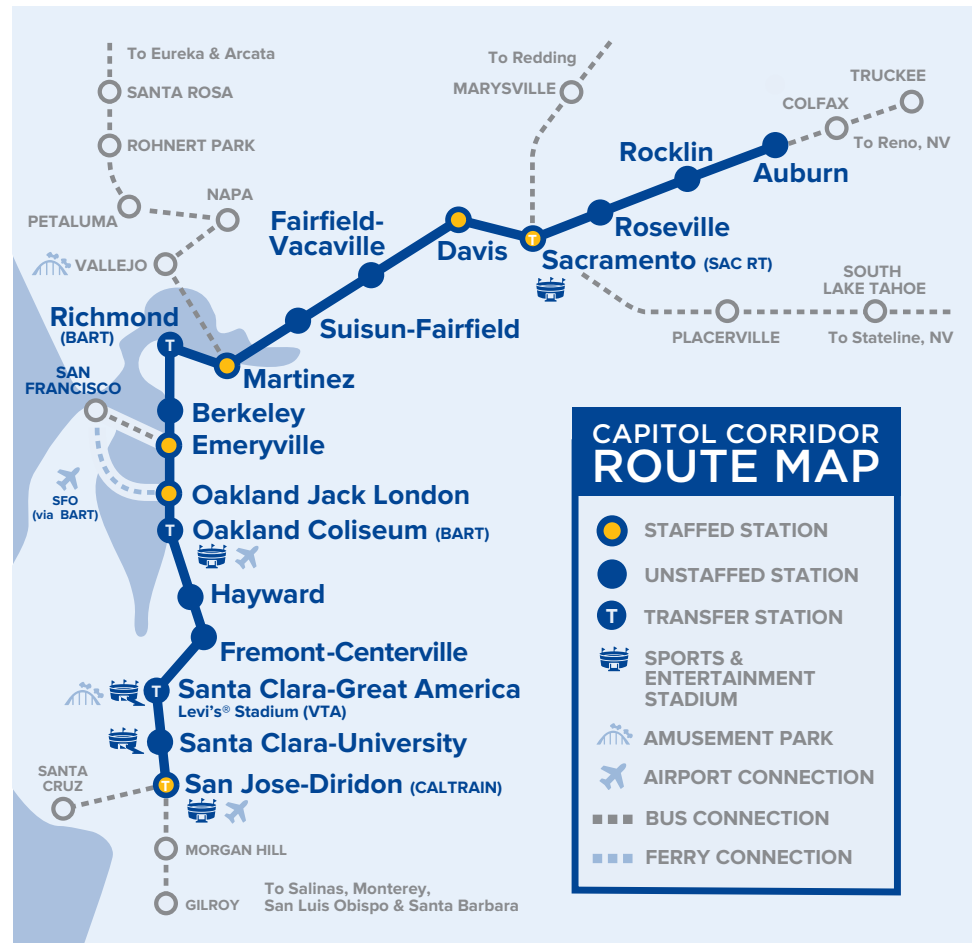 To Eureka & Arcata
SANTA ROSA
ROHNERT PARK
PETALUMA
NAPA
VALLEJO
To Redding
MARYSVILLE
TRUCKEE
COLFAX
To Reno, NV
Auburn
Rocklin
Roseville
Sacramento (SAC RT)
T
Davis
Fairfield-
Vacaville
Suisun-Fairfield
SOUTH
LAKE TAHOE
PLACERVILLE
To Stateline, NV
Richmond
(BART)
T
Martinez
SAN
FRANCISCO
Berkeley
Emeryville
SFO
(via BART)
Oakland Jack London
T
Oakland Coliseum (BART)
Hayward
Fremont-Centerville
T
Santa Clara-Great America
Levi's® Stadium (VTA)
Santa Clara-University
T
San Jose-Diridon (CALTRAIN)
SANTA
CRUZ
MORGAN HILL
GILROY
To Salinas, Monterey,
San Luis Obispo & Santa Barbara
CAPITOL CORRIDOR
ROUTE MAP
STAFFED STATION
UNSTAFFED STATION
T TRANSFER STATION
SPORTS &
ENTERTAINMENT
STADIUM
AMUSEMENT PARK
AIRPORT CONNECTION
BUS CONNECTION
FERRY CONNECTION